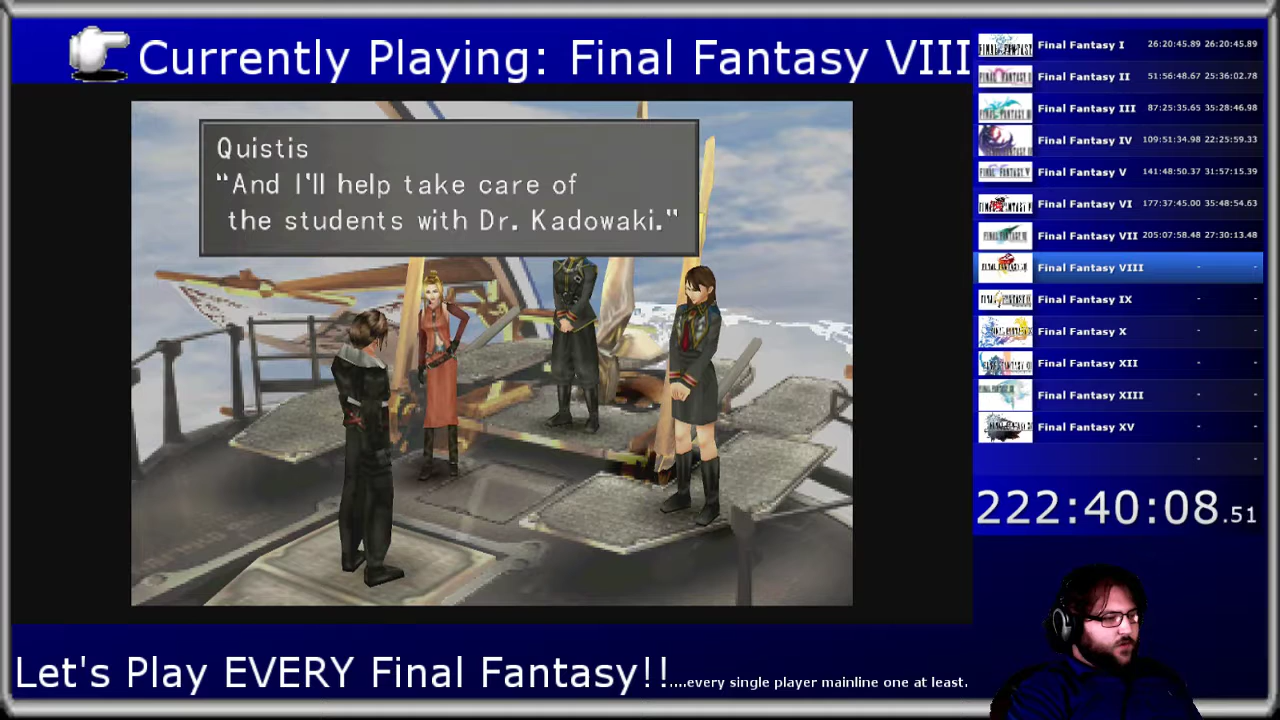 Currently Playing: Final Fantasy VIII
Quistis
“And I'll help take care of
the students with Dr. Kadowaki.”
Final Fantasy I 26:20:45.89 26:20:45.89
Final Fantasy II 51:56:48.67 25:36:02.78
Final Fantasy III 87:25:35.65 35:28:46.98
Final Fantasy IV 109:51:34.98 22:25:59.33
Final Fantasy V 141:48:50.37 31:57:15.39
Final Fantasy VI 177:37:45.00 35:48:54.63
Final Fantasy VII 205:07:58.48 27:30:13.48
Final Fantasy VIII - -
Final Fantasy IX - -
Final Fantasy X - -
Final Fantasy XII - -
Final Fantasy XIII - -
Final Fantasy XV - -
- -
222:40:08.51
Let's Play EVERY Final Fantasy!!....every single player mainline one at least.